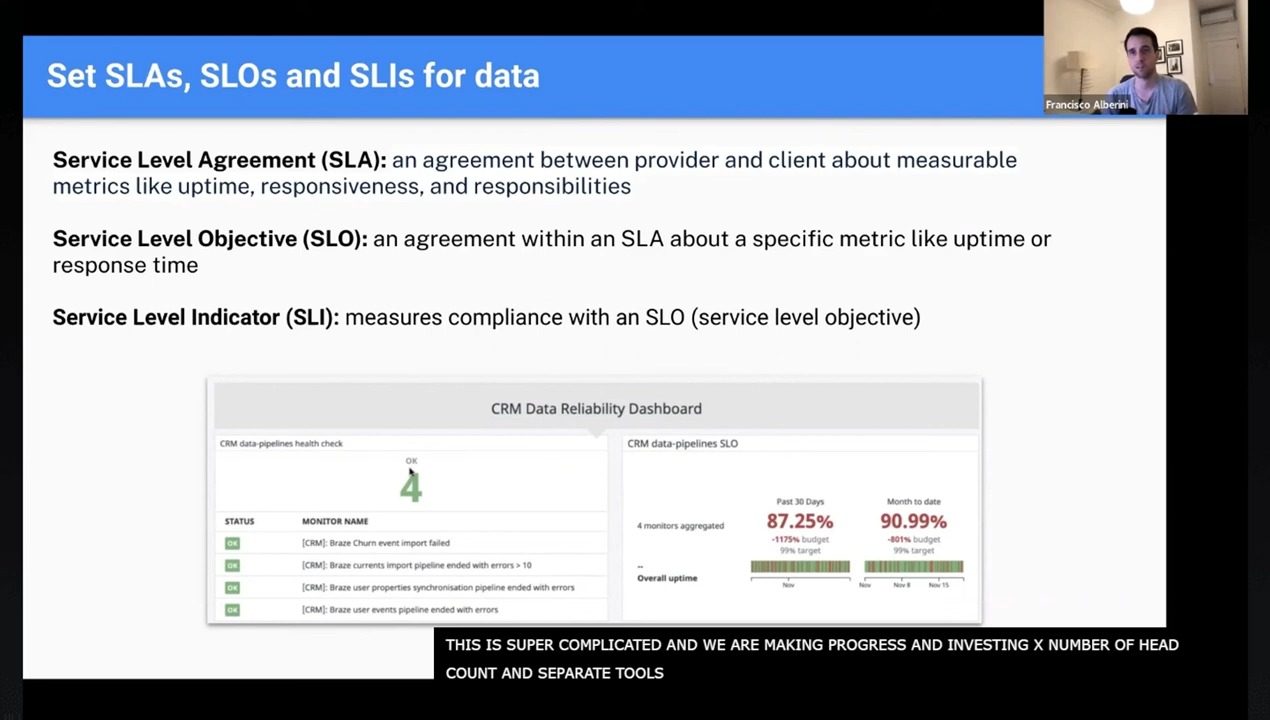 Set SLAs, SLOs and SLIs for data
Francisco Alberini
Service Level Agreement (SLA): an agreement between provider and client about measurable
metrics like uptime, responsiveness, and responsibilities
Service Level Objective (SLO): an agreement within an SLA about a specific metric like uptime or
response time
Service Level Indicator (SLI): measures compliance with an SLO (service level objective)
CRM Data Reliability Dashboard
CRM data-pipelines health check
OK
4
STATUS MONITOR NAME
OK [CRM]: Braze Churn event import failed
OK [CRM]: Braze currents import pipeline ended with errors > 10
OK [CRM]: Braze user properties synchronisation pipeline ended with errors
OK [CRM]: Braze user events pipeline ended with errors
CRM data-pipelines SLO
Past 30 Days Month to date
4 monitors aggregated 87.25% 90.99%
-1175% budget -801% budget
99% target 99% target
--
Overall uptime
Nov Nov Nov 8 Nov 15
THIS IS SUPER COMPLICATED AND WE ARE MAKING PROGRESS AND INVESTING X NUMBER OF HEAD
COUNT AND SEPARATE TOOLS